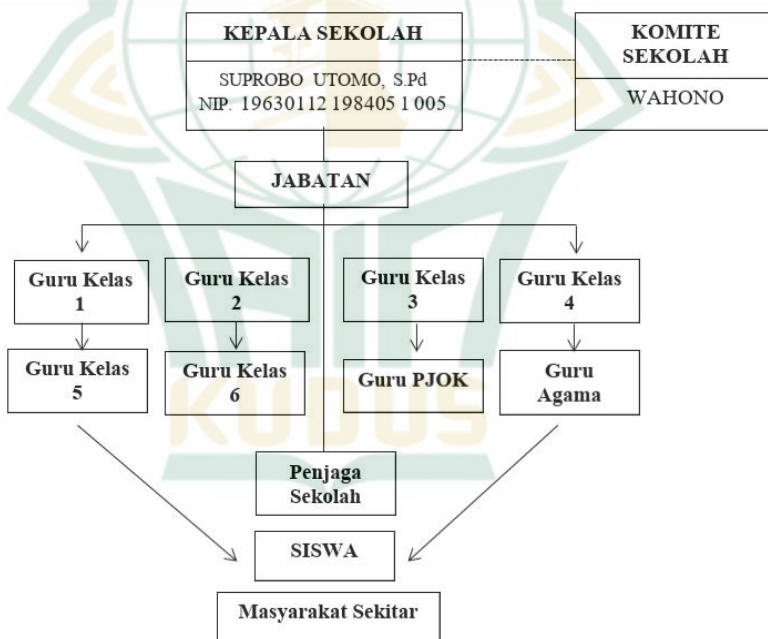 KEPALA SEKOLAH
SUPROBO UTOMO, S.Pd
NIP. 19630112 198405 1 005
KOMITE
SEKOLAH
WAHONO
JABATAN
Guru Kelas
1
Guru Kelas
2
Guru Kelas
3
Guru Kelas
4
Guru Kelas
5
Guru Kelas
6
Guru PJOK
Guru
Agama
KUDUS
Penjaga
Sekolah
SISWA
Masyarakat Sekitar